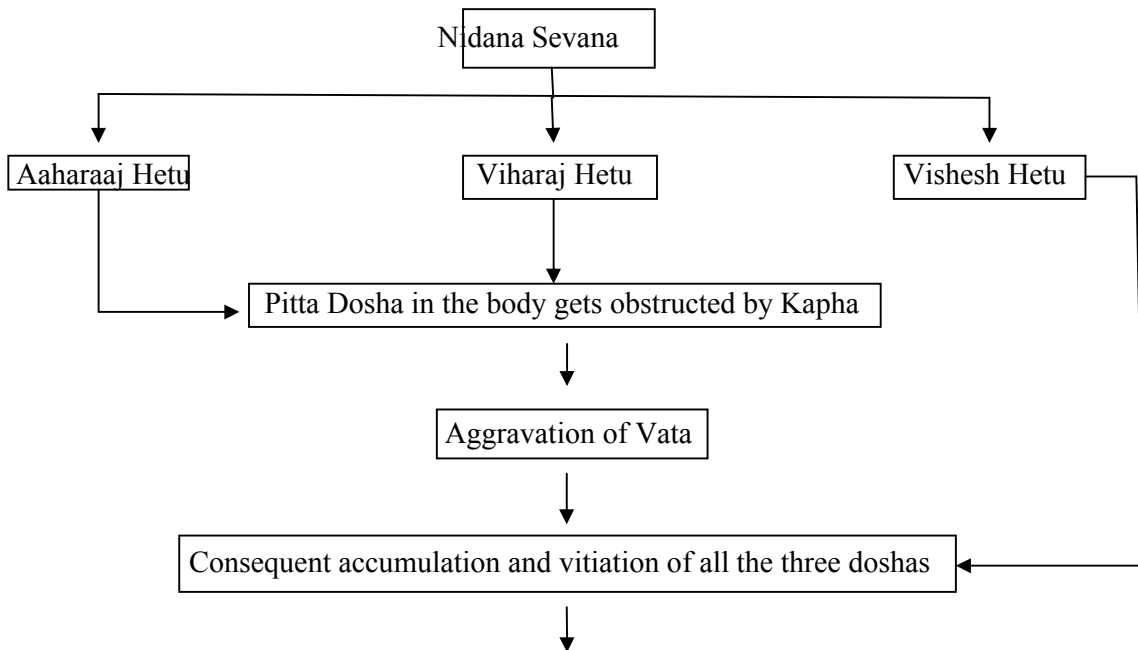 Nidana Sevana
Aaharaaj Hetu
Viharaj Hetu
Vishesh Hetu
Pitta Dosha in the body gets obstructed by Kapha
Aggravation of Vata
Consequent accumulation and vitiation of all the three doshas